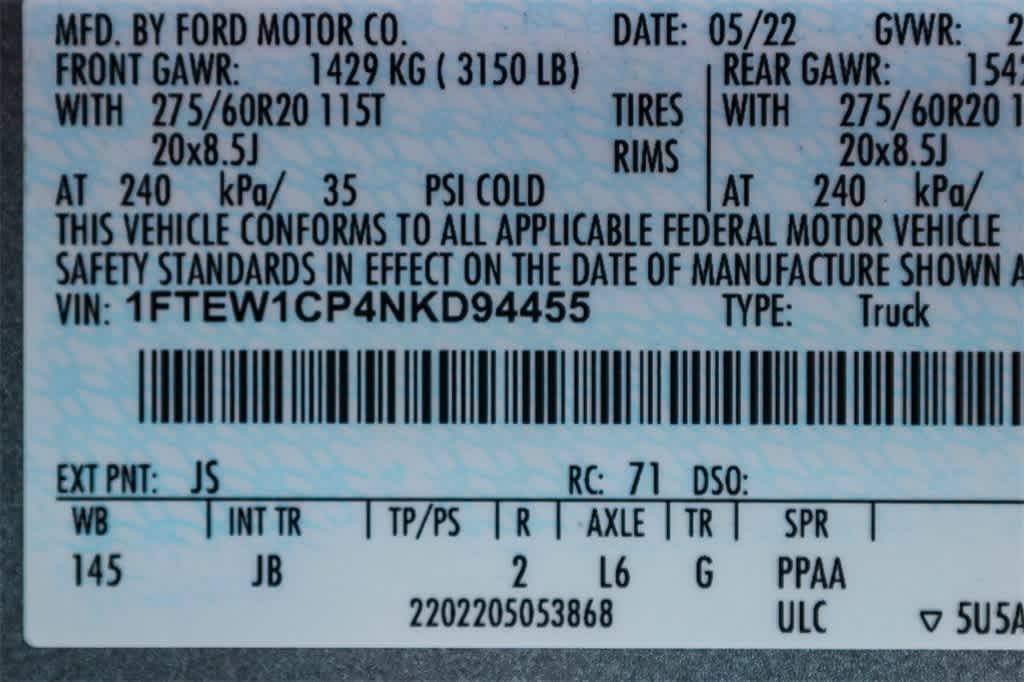 MFD. BY FORD MOTOR CO. DATE: 05/22 GVWR: 2
FRONT GAWR: 1429 KG ( 3150 LB) REAR GAWR: 154
WITH 275/60R20 115T TIRES WITH 275/60R20 1
20x8.5J RIMS 20x8.5J
AT 240 kPa/ 35 PSI COLD AT 240 kPa/
THIS VEHICLE CONFORMS TO ALL APPLICABLE FEDERAL MOTOR VEHICLE
SAFETY STANDARDS IN EFFECT ON THE DATE OF MANUFACTURE SHOWN A
VIN: 1FTEW1CP4NKD94455 TYPE: Truck
EXT PNT: JS RC: 71 DSO:
WB INT TR TP/PS R AXLE TR SPR
145 JB 2 L6 G PPAA
2202205053868 ULC ▽ 5U5A